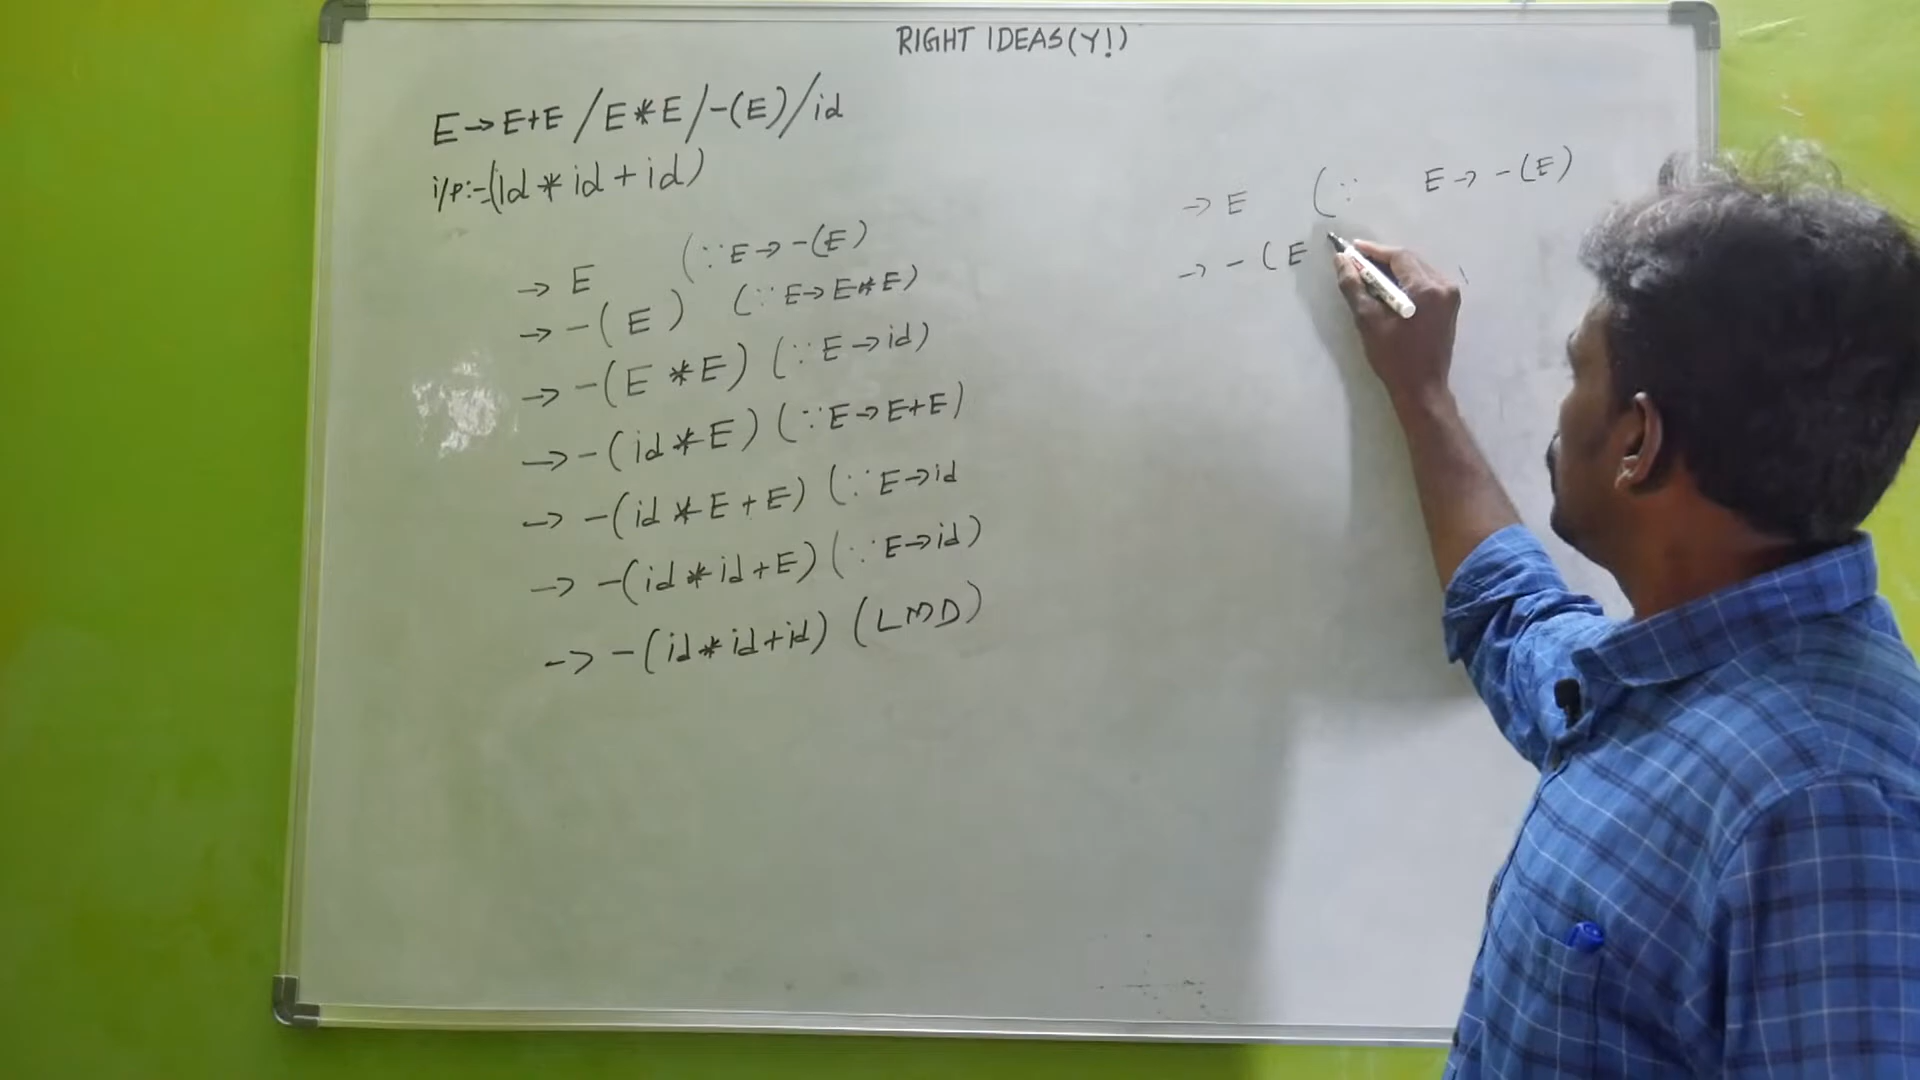 RIGHT IDEAS(Y!)
E→E+E/E*E/-(E)/id
i/p:-(id*id+id)
→ E (∵E→-(E)
→ -(E) (∵E→E*E)
→ -(E*E) (∵E→id)
→ -(id*E) (∵E→E+E)
→ -(id*E+E) (∵E→id
→ -(id*id+E) (∵E→id)
→ -(id*id+id) (LMD)
→ E (∵ E→-(E)
→ -(E